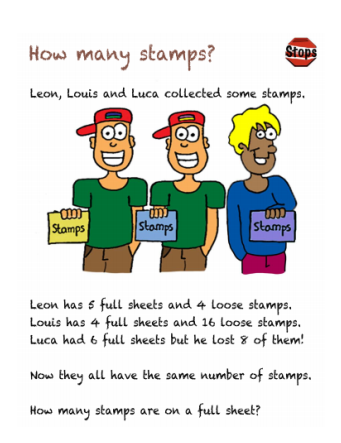 How many stamps?
Stops
Leon, Louis and Luca collected some stamps.
Stamps
Stamps
Stamps
Leon has 5 full sheets and 4 loose stamps.
Louis has 4 full sheets and 16 loose stamps.
Luca had 6 full sheets but he lost 8 of them!
Now they all have the same number of stamps.
How many stamps are on a full sheet?